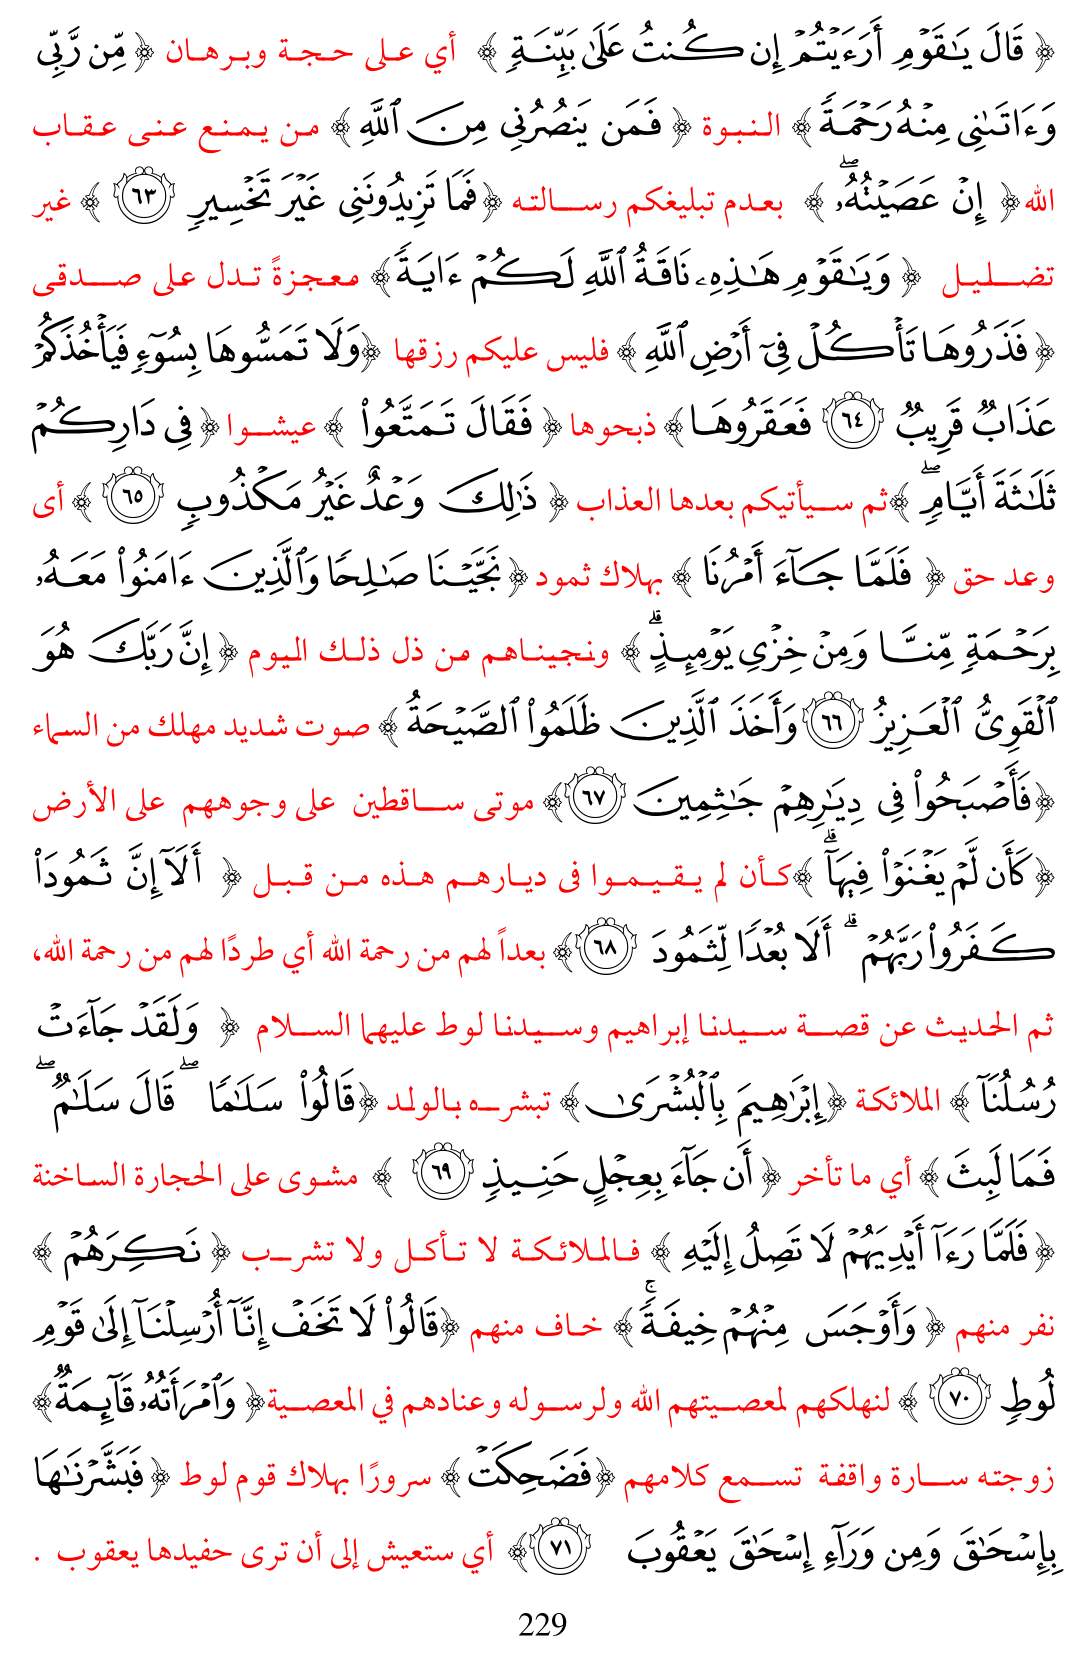 ﴿ قَالَ يَـٰقَوْمِ أَرَءَيْتُمْ إِن كُنتُ عَلَىٰ بَيِّنَةٍ ﴾ أي على حجة وبرهان ﴿ مِّن رَّبِّى
وَءَاتَىٰنِى مِنْهُ رَحْمَةً ﴾ النبوة ﴿ فَمَن يَنصُرُنِى مِنَ ٱللَّهِ ﴾ من يمنع عنى عقاب
الله ﴿ إِنْ عَصَيْتُهُۥ ۖ ﴾ بعدم تبليغكم رسالته ﴿فَمَا تَزِيدُونَنِى غَيْرَ تَخْسِيرٍ ٦٣ ﴾ غير
تضليل ﴿ وَيَـٰقَوْمِ هَـٰذِهِۦ نَاقَةُ ٱللَّهِ لَكُمْ ءَايَةً ﴾ معجزةً تدل على صدقى
﴿ فَذَرُوهَا تَأْكُلْ فِىٓ أَرْضِ ٱللَّهِ ﴾ فليس عليكم رزقها ﴿وَلَا تَمَسُّوهَا بِسُوٓءٍ فَيَأْخُذَكُمْ
عَذَابٌ قَرِيبٌ ٦٤ فَعَقَرُوهَا ﴾ ذبحوها ﴿ فَقَالَ تَمَتَّعُوا۟ ﴾ عيشوا ﴿ فِى دَارِكُمْ
ثَلَـٰثَةَ أَيَّامٍ ۖ ﴾ثم سيأتيكم بعدها العذاب ﴿ ذَٰلِكَ وَعْدٌ غَيْرُ مَكْذُوبٍ ٦٥ ﴾ أى
وعد حق ﴿ فَلَمَّا جَآءَ أَمْرُنَا ﴾ بهلاك ثمود ﴿نَجَّيْنَا صَـٰلِحًا وَٱلَّذِينَ ءَامَنُوا۟ مَعَهُۥ
بِرَحْمَةٍ مِّنَّا وَمِنْ خِزْىِ يَوْمِئِذٍ ۗ ﴾ ونجيناهم من ذل ذلك اليوم ﴿ إِنَّ رَبَّكَ هُوَ
ٱلْقَوِىُّ ٱلْعَزِيزُ ٦٦ وَأَخَذَ ٱلَّذِينَ ظَلَمُوا۟ ٱلصَّيْحَةُ ﴾ صوت شديد مهلك من السماء
﴿فَأَصْبَحُوا۟ فِى دِيَـٰرِهِمْ جَـٰثِمِينَ ٦٧ ﴾ موتى ساقطين على وجوههم على الأرض
﴿كَأَن لَّمْ يَغْنَوْا۟ فِيهَآ ۗ ﴾كأن لم يقيموا فى ديارهم هذه من قبل ﴿ أَلَآ إِنَّ ثَمُودَا۟
كَفَرُوا۟ رَبَّهُمْ ۗ أَلَا بُعْدًا لِّثَمُودَ ٦٨ ﴾ بعداً لهم من رحمة الله أي طردًا لهم من رحمة الله،
ثم الحديث عن قصة سيدنا إبراهيم وسيدنا لوط عليهما السلام ﴿ وَلَقَدْ جَآءَتْ
رُسُلُنَآ ﴾ الملائكة ﴿إِبْرَٰهِيمَ بِٱلْبُشْرَىٰ ﴾ تبشره بالولد ﴿قَالُوا۟ سَلَـٰمًا ۖ قَالَ سَلَـٰمٌ ۖ
فَمَا لَبِثَ ﴾ أي ما تأخر ﴿ أَن جَآءَ بِعِجْلٍ حَنِيذٍ ٦٩ ﴾ مشوى على الحجارة الساخنة
﴿ فَلَمَّا رَءَآ أَيْدِيَهُمْ لَا تَصِلُ إِلَيْهِ ﴾ فالملائكة لا تأكل ولا تشرب ﴿ نَكِرَهُمْ ﴾
نفر منهم ﴿ وَأَوْجَسَ مِنْهُمْ خِيفَةً ۚ ﴾ خاف منهم ﴿قَالُوا۟ لَا تَخَفْ إِنَّآ أُرْسِلْنَآ إِلَىٰ قَوْمِ
لُوطٍ ٧٠ ﴾ لنهلكهم لمعصيتهم الله ولرسوله وعنادهم في المعصية﴿ وَٱمْرَأَتُهُۥ قَآئِمَةٌ ﴾
زوجته سارة واقفة تسمع كلامهم ﴿فَضَحِكَتْ ﴾ سرورًا بهلاك قوم لوط ﴿ فَبَشَّرْنَـٰهَا
بِإِسْحَـٰقَ وَمِن وَرَآءِ إِسْحَـٰقَ يَعْقُوبَ ٧١ ﴾ أي ستعيش إلى أن ترى حفيدها يعقوب .
229